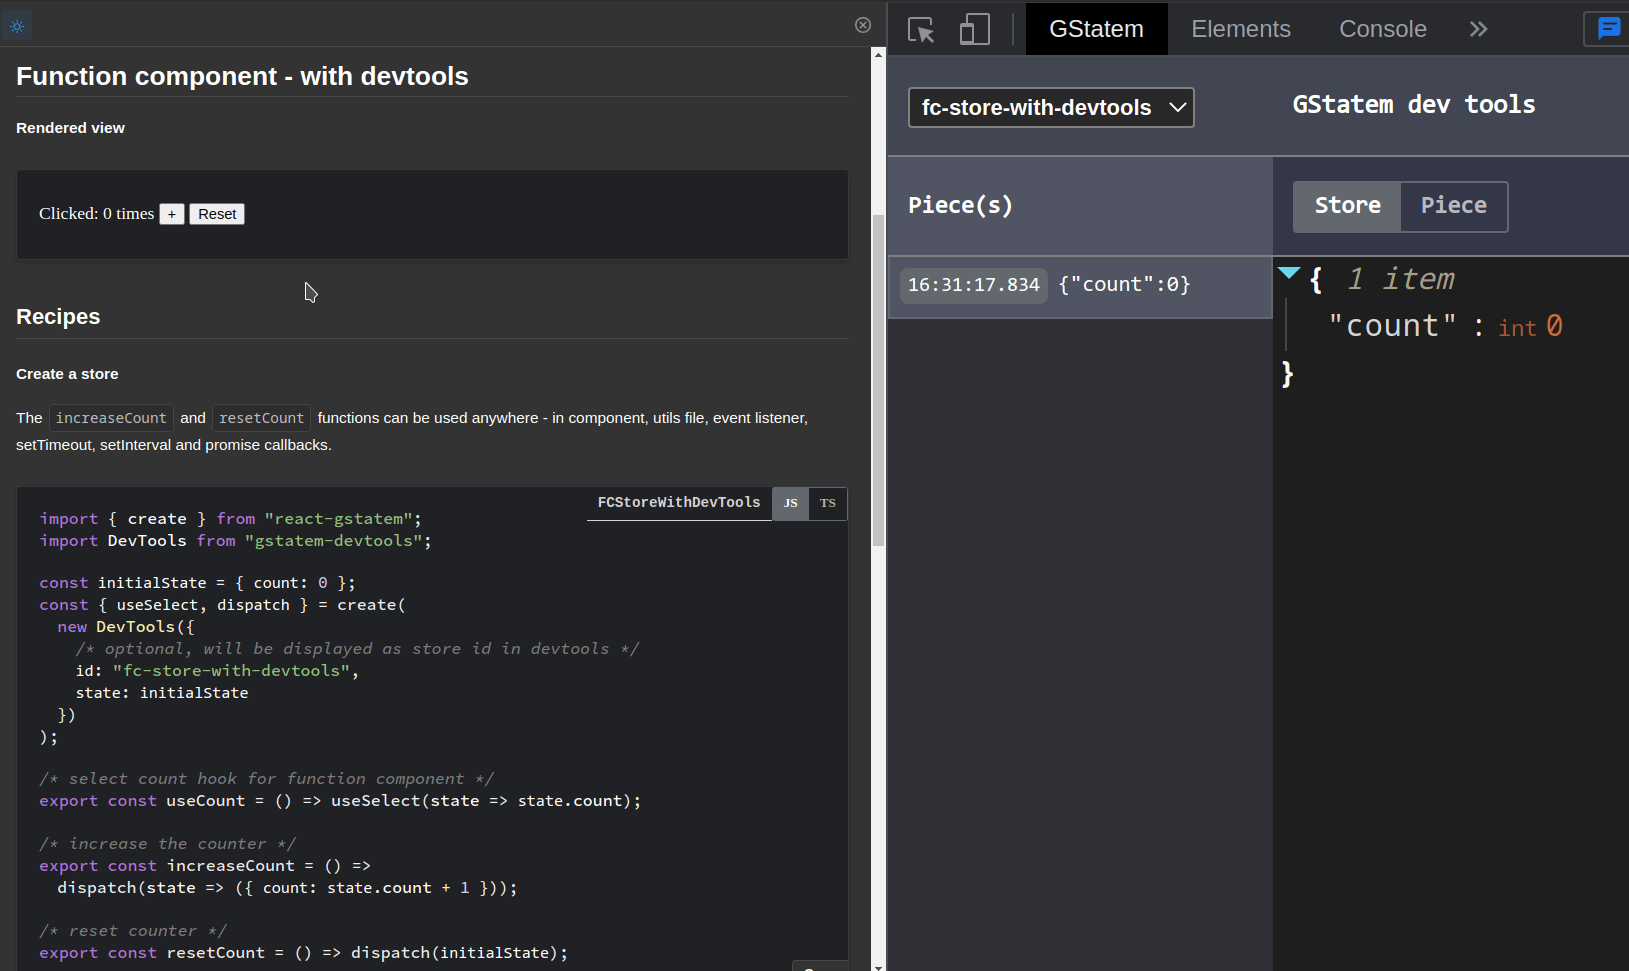 Function component - with devtools
Rendered view
Clicked: 0 times + Reset
Recipes
Create a store
The increaseCount and resetCount functions can be used anywhere - in component, utils file, event listener,
setTimeout, setInterval and promise callbacks.
FCStoreWithDevTools JS TS
import { create } from "react-gstatem";
import DevTools from "gstatem-devtools";
const initialState = { count: 0 };
const { useSelect, dispatch } = create(
new DevTools({
/* optional, will be displayed as store id in devtools */
id: "fc-store-with-devtools",
state: initialState
})
);
/* select count hook for function component */
export const useCount = () => useSelect(state => state.count);
/* increase the counter */
export const increaseCount = () =>
dispatch(state => ({ count: state.count + 1 }));
/* reset counter */
export const resetCount = () => dispatch(initialState);
GStatem Elements Console
fc-store-with-devtools GStatem dev tools
Piece(s) Store Piece
16:31:17.834 {"count":0}
{ 1 item
"count" : int 0
}